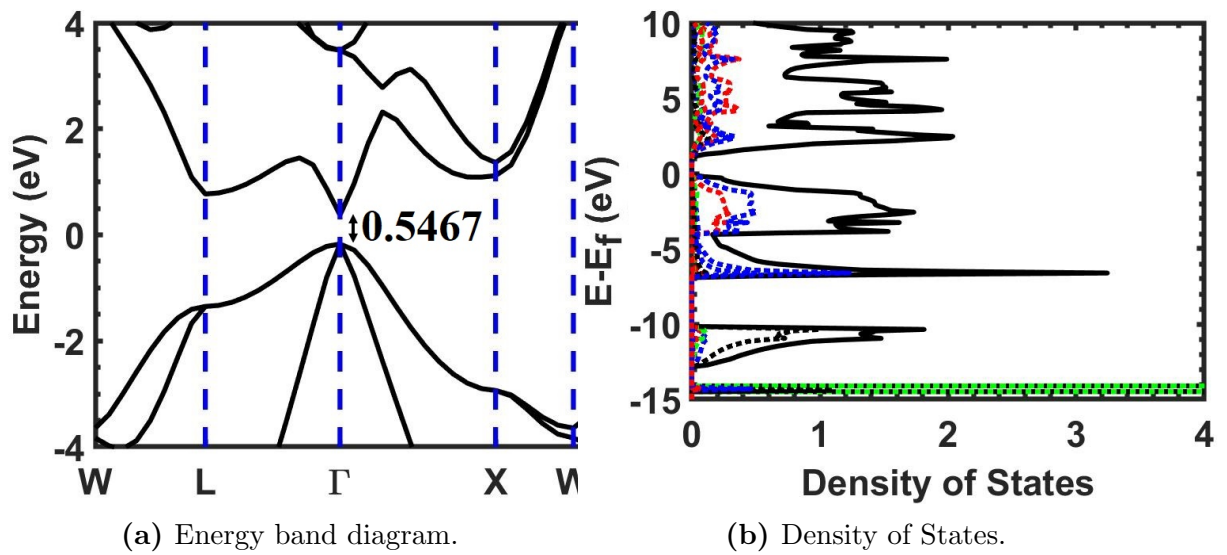 4
2
0
-2
-4
Energy (eV)
0.5467
W L Γ X W
(a) Energy band diagram.
10
5
0
-5
-10
-15
E-E_f (eV)
0 1 2 3 4
Density of States
(b) Density of States.